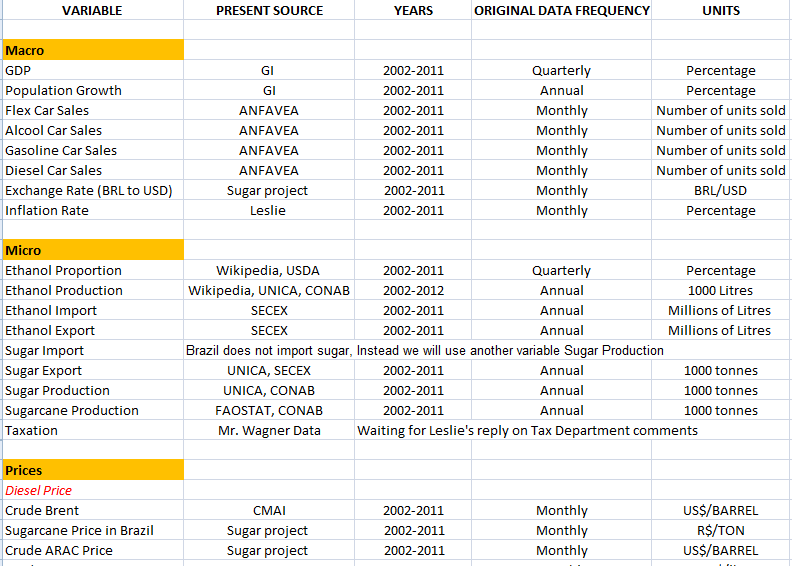 VARIABLE PRESENT SOURCE YEARS ORIGINAL DATA FREQUENCY UNITS
Macro
GDP GI 2002-2011 Quarterly Percentage
Population Growth GI 2002-2011 Annual Percentage
Flex Car Sales ANFAVEA 2002-2011 Monthly Number of units sold
Alcool Car Sales ANFAVEA 2002-2011 Monthly Number of units sold
Gasoline Car Sales ANFAVEA 2002-2011 Monthly Number of units sold
Diesel Car Sales ANFAVEA 2002-2011 Monthly Number of units sold
Exchange Rate (BRL to USD) Sugar project 2002-2011 Monthly BRL/USD
Inflation Rate Leslie 2002-2011 Monthly Percentage
Micro
Ethanol Proportion Wikipedia, USDA 2002-2011 Quarterly Percentage
Ethanol Production Wikipedia, UNICA, CONAB 2002-2012 Annual 1000 Litres
Ethanol Import SECEX 2002-2011 Annual Millions of Litres
Ethanol Export SECEX 2002-2011 Annual Millions of Litres
Sugar Import Brazil does not import sugar, Instead we will use another variable Sugar Production
Sugar Export UNICA, SECEX 2002-2011 Annual 1000 tonnes
Sugar Production UNICA, CONAB 2002-2011 Annual 1000 tonnes
Sugarcane Production FAOSTAT, CONAB 2002-2011 Annual 1000 tonnes
Taxation Mr. Wagner Data Waiting for Leslie's reply on Tax Department comments
Prices
Diesel Price
Crude Brent CMAI 2002-2011 Monthly US$/BARREL
Sugarcane Price in Brazil Sugar project 2002-2011 Monthly R$/TON
Crude ARAC Price Sugar project 2002-2011 Monthly US$/BARREL